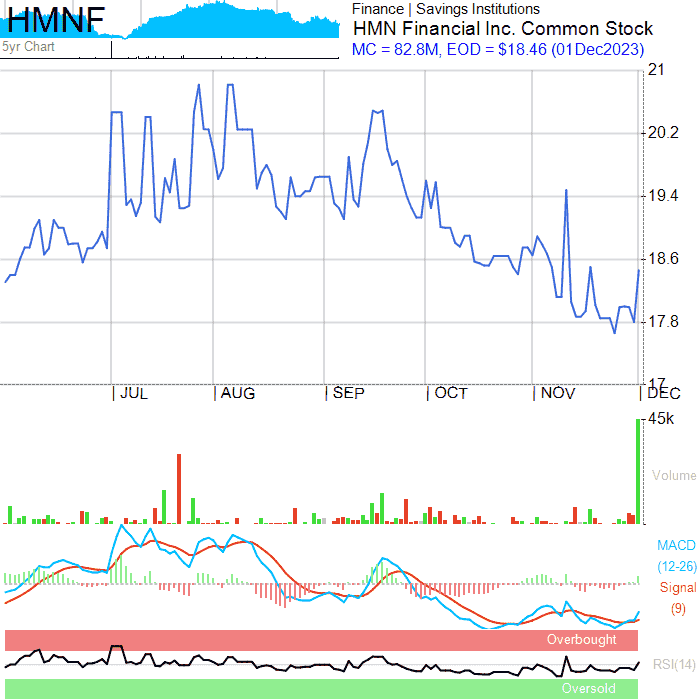 HMNF
5yr Chart
Finance | Savings Institutions
HMN Financial Inc. Common Stock
MC = 82.8M, EOD = $18.46 (01Dec2023)
21
20.2
19.4
18.6
17.8
17
JUL AUG SEP OCT NOV DEC
45k
Volume
MACD
(12-26)
Signal
(9)
Overbought
RSI(14)
Oversold